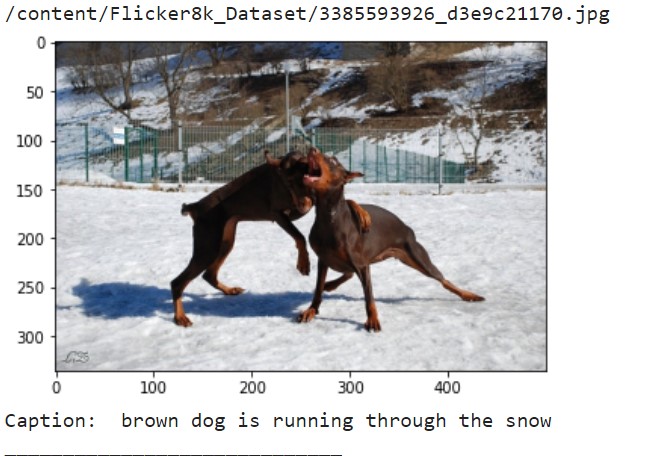 /content/Flicker8k_Dataset/3385593926_d3e9c21170.jpg
0
50
100
150
200
250
300
0 100 200 300 400
Caption: brown dog is running through the snow